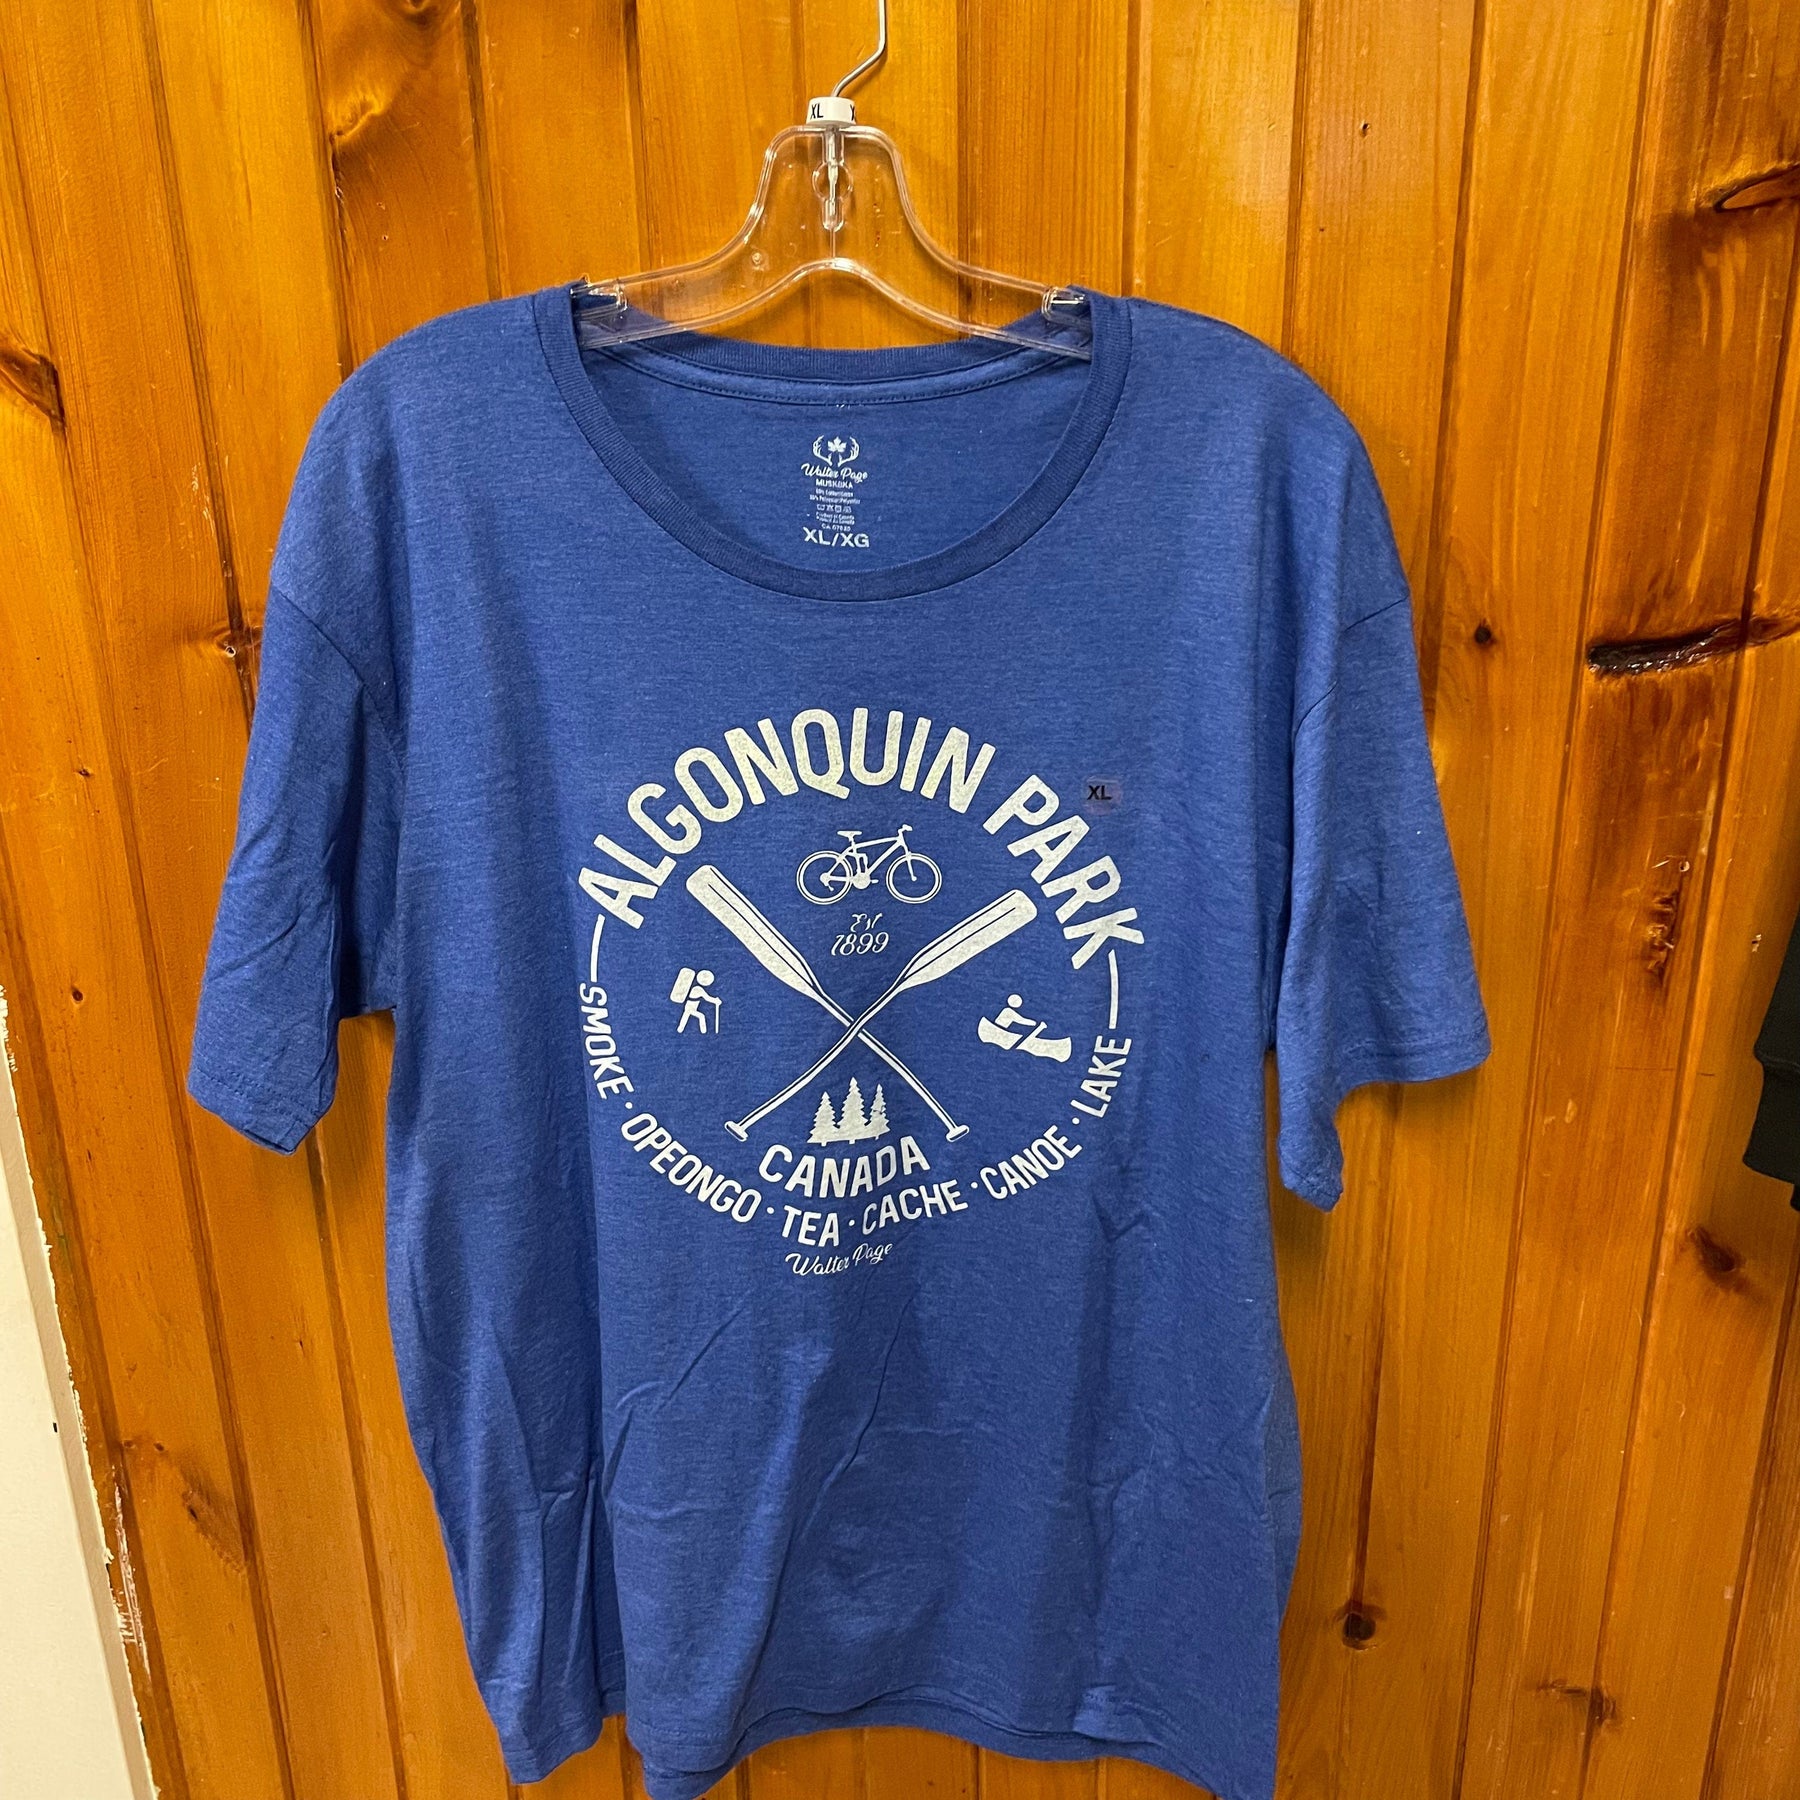 XL X
Walter Page
MUSKOKA
XL/XG
ALGONQUIN PARK
XL
Est
1899
CANADA
SMOKE · OPEONGO · TEA · CACHE · CANOE · LAKE
Walter Page